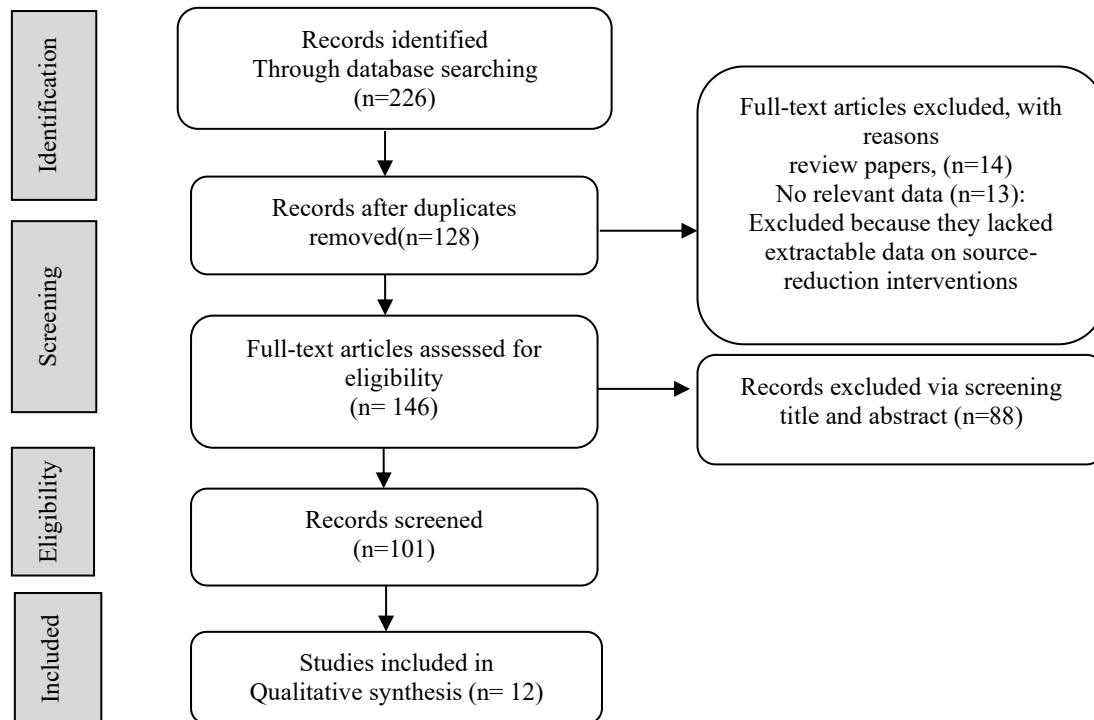 Identification
Records identified
Through database searching
(n=226)
Full-text articles excluded, with
reasons
review papers, (n=14)
No relevant data (n=13):
Excluded because they lacked
extractable data on source-
reduction interventions
Records after duplicates
removed(n=128)
Screening
Full-text articles assessed for
eligibility
(n= 146)
Records excluded via screening
title and abstract (n=88)
Eligibility
Records screened
(n=101)
Included
Studies included in
Qualitative synthesis (n= 12)